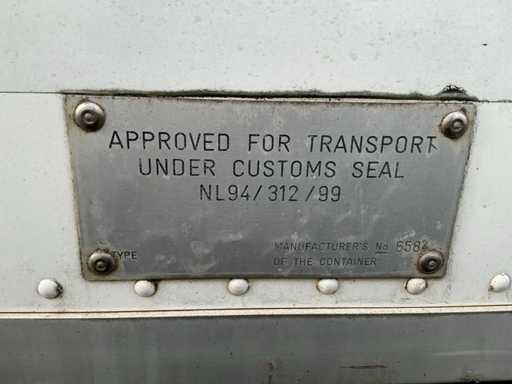 APPROVED FOR TRANSPORT
UNDER CUSTOMS SEAL
NL94/312/99
TYPE
MANUFACTURER'S No
OF THE CONTAINER